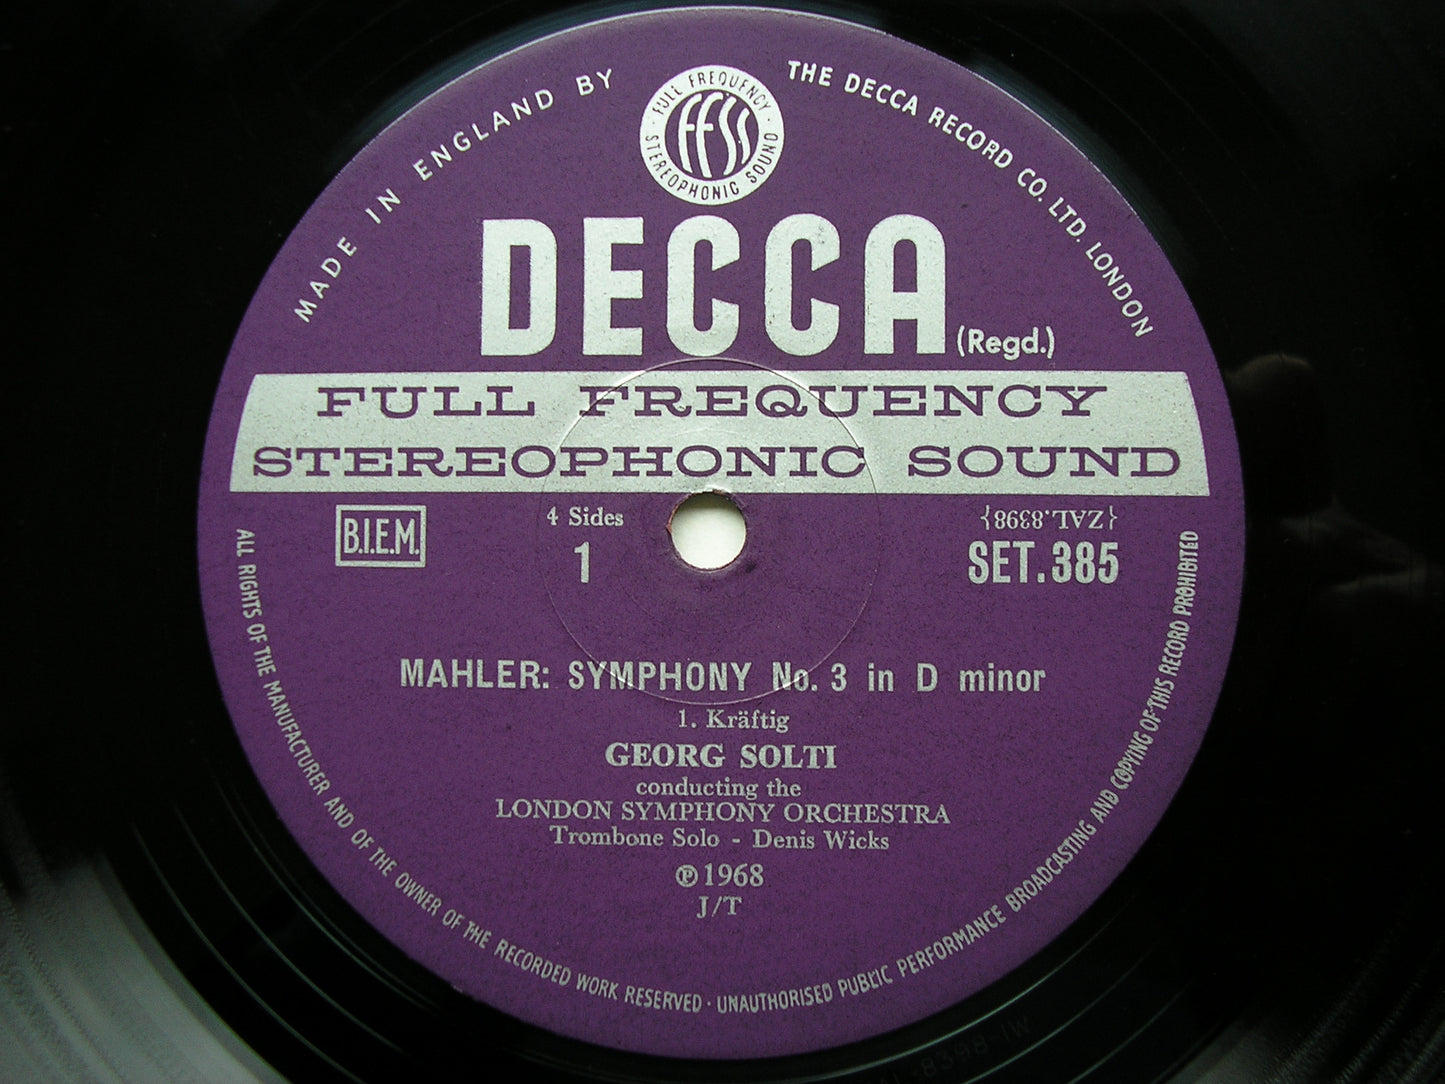 MADE IN ENGLAND BY THE DECCA RECORD CO. LTD. LONDON
· FULL FREQUENCY ·
STEREOPHONIC SOUND
FFSS
DECCA (Regd.)
FULL FREQUENCY
STEREOPHONIC SOUND
B.I.E.M.
4 Sides
1
{ZAL.8398}
SET.385
MAHLER: SYMPHONY No. 3 in D minor
1. Kräftig
GEORG SOLTI
conducting the
LONDON SYMPHONY ORCHESTRA
Trombone Solo - Denis Wicks
℗1968
J/T
ALL RIGHTS OF THE MANUFACTURER AND OF THE OWNER OF THE RECORDED WORK RESERVED · UNAUTHORISED PUBLIC PERFORMANCE BROADCASTING AND COPYING OF THIS RECORD PROHIBITED